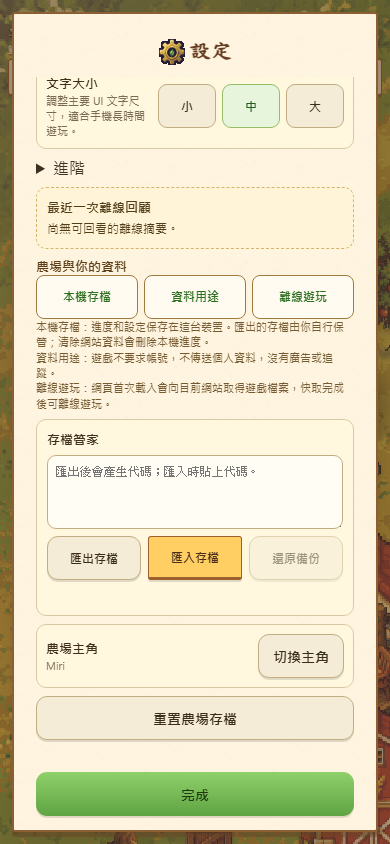 設定
文字大小
調整主要 UI 文字尺
寸，適合手機長時間
遊玩。
小
中
大
▶ 進階
最近一次離線回顧
尚無可回看的離線摘要。
農場與你的資料
本機存檔
資料用途
離線遊玩
本機存檔：進度和設定保存在這台裝置。匯出的存檔由你自行保
管；清除網站資料會刪除本機進度。
資料用途：遊戲不要求帳號，不傳送個人資料，沒有廣告或追
蹤。
離線遊玩：網頁首次載入會向目前網站取得遊戲檔案，快取完成
後可離線遊玩。
存檔管家
匯出後會產生代碼；匯入時貼上代碼。
匯出存檔
匯入存檔
還原備份
農場主角
Miri
切換主角
重置農場存檔
完成